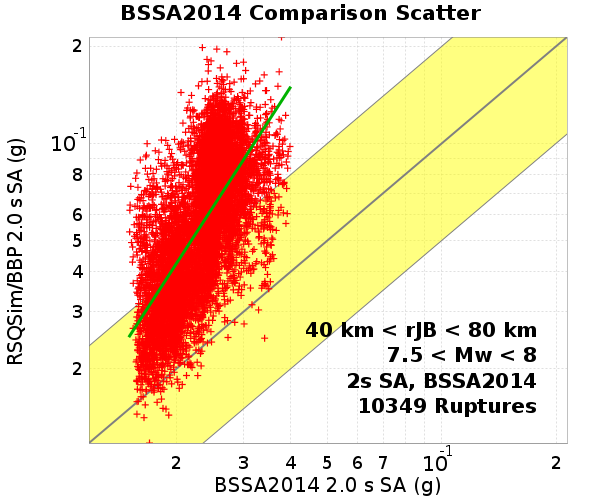 BSSA2014 Comparison Scatter
2
10-1
8
6
5
4
3
2
RSQSim/BBP 2.0 s SA (g)
40 km < rJB < 80 km
7.5 < Mw < 8
2s SA, BSSA2014
10349 Ruptures
2 3 4 5 6 7 10-1 2
BSSA2014 2.0 s SA (g)